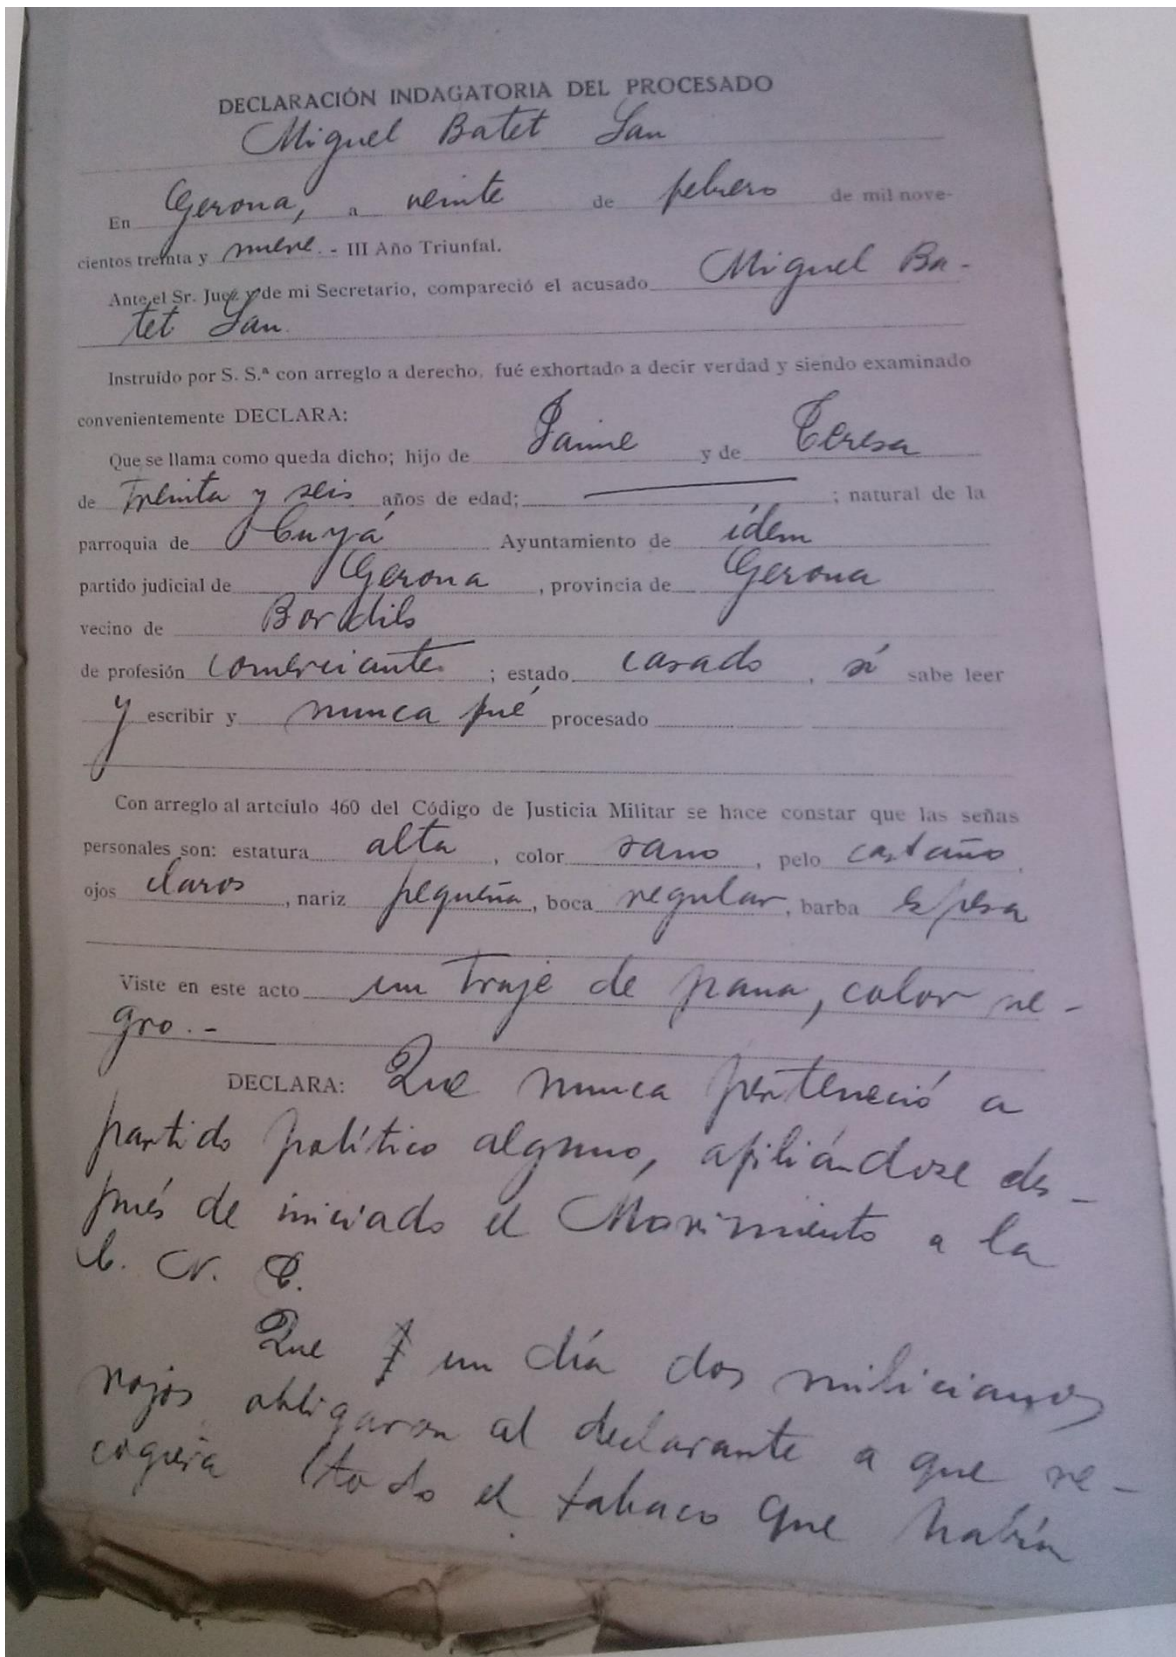 DECLARACIÓN INDAGATORIA DEL PROCESADO
Miguel Batet San
En Gerona, a veinte de febrero de mil nove-
cientos treinta y nueve. - III Año Triunfal.
Ante el Sr. Juez y de mi Secretario, compareció el acusado Miguel Ba-
tet San.
Instruído por S. S.ª con arreglo a derecho, fué exhortado a decir verdad y siendo examinado
convenientemente DECLARA:
Que se llama como queda dicho; hijo de Jaime y de Teresa
de treinta y seis años de edad; ; natural de la
parroquia de Cuyá Ayuntamiento de idem
partido judicial de Gerona, provincia de Gerona
vecino de Bordils
de profesión comerciante ; estado casado, sí sabe leer
y escribir y nunca fué procesado
Con arreglo al artcíulo 460 del Código de Justicia Militar se hace constar que las señas
personales son: estatura alta, color sano, pelo castaño,
ojos claros, nariz pequeña, boca regular, barba espesa
Viste en este acto un traje de pana, color ne-
gro. -
DECLARA: Que nunca perteneció a
partido político alguno, afiliándose des-
pués de iniciado el Movimiento a la
C. N. T.
Que un día dos milicianos
rojos obligaron al declarante a que re-
cogiera todo el tabaco que había